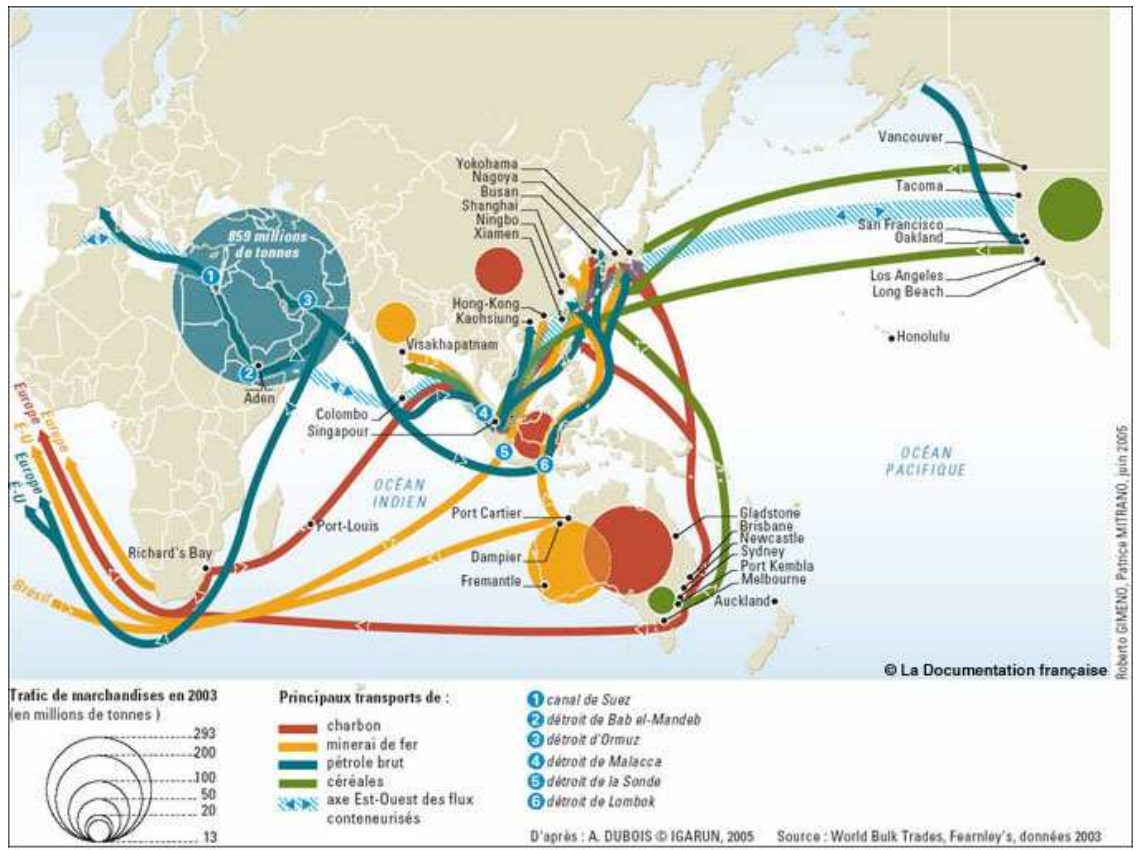 Vancouver
Yokohama
Nagoya
Busan
Shanghai
Ningbo
Xiamen
Tacoma
San Francisco
Oakland
Los Angeles
Long Beach
859 millions
de tonnes
1
3
2
Aden
Hong-Kong
Kaohsiung
Visakhapatnam
Honolulu
Colombo
Singapour
4
5
6
Europe
É-U
Europe
Europe
É-U
Brésil
OCÉAN
INDIEN
OCÉAN
PACIFIQUE
Port-Louis
Richard's Bay
Port Cartier
Dampier
Fremantle
Gladstone
Brisbane
Newcastle
Sydney
Port Kembla
Melbourne
Auckland
Roberto GIMENO, Patrice MITRANO, juin 2005
© La Documentation française
Trafic de marchandises en 2003
(en millions de tonnes )
293
200
100
50
20
13
Principaux transports de :
charbon
minerai de fer
pétrole brut
céréales
axe Est-Ouest des flux
conteneurisés
1 canal de Suez
2 détroit de Bab el-Mandeb
3 détroit d'Ormuz
4 détroit de Malacca
5 détroit de la Sonde
6 détroit de Lombok
D'après : A. DUBOIS © IGARUN, 2005 Source : World Bulk Trades, Fearnley's, données 2003